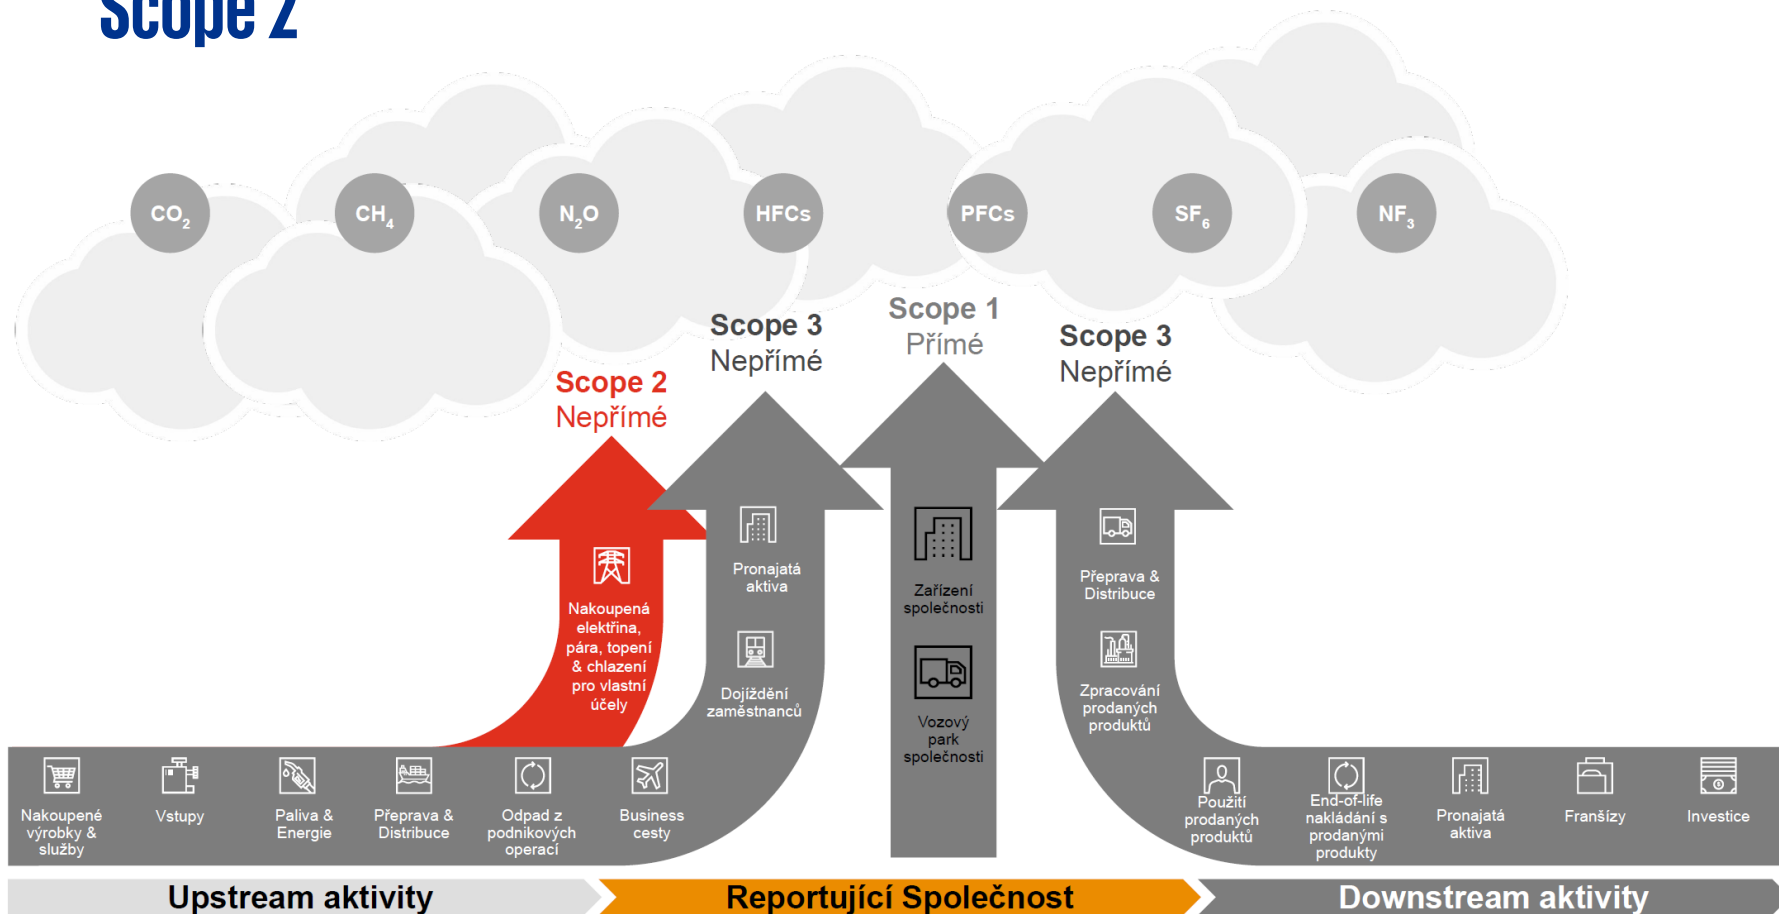 Scope 2
CO2
CH4
N2O
HFCs
PFCs
SF6
NF3
Scope 2
Nepřímé
Scope 3
Nepřímé
Scope 1
Přímé
Scope 3
Nepřímé
Nakoupená
elektřina,
pára, topení
& chlazení
pro vlastní
účely
Pronajatá
aktiva
Dojíždění
zaměstnanců
Zařízení
společnosti
Vozový
park
společnosti
Přeprava &
Distribuce
Zpracování
prodaných
produktů
Nakoupené
výrobky &
služby
Vstupy
Paliva &
Energie
Přeprava &
Distribuce
Odpad z
podnikových
operací
Business
cesty
Použití
prodaných
produktů
End-of-life
nakládání s
prodanými
produkty
Pronajatá
aktiva
Franšízy
Investice
Upstream aktivity
Reportující Společnost
Downstream aktivity